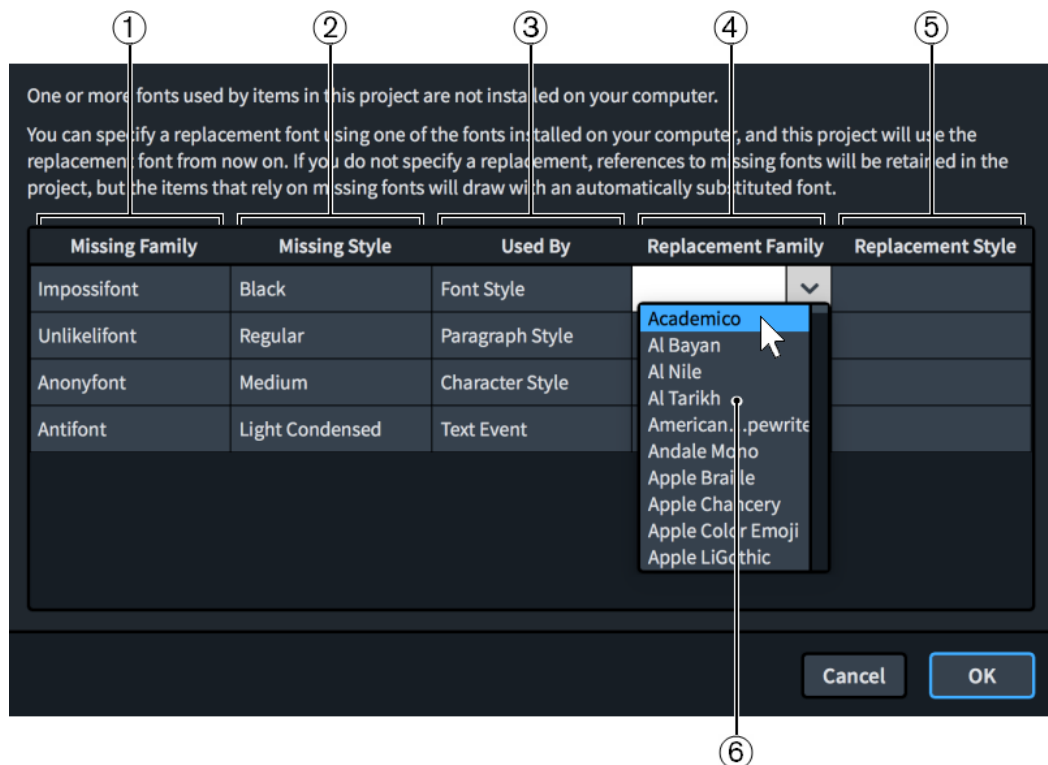 ① ② ③ ④ ⑤
One or more fonts used by items in this project are not installed on your computer.
You can specify a replacement font using one of the fonts installed on your computer, and this project will use the
replacement font from now on. If you do not specify a replacement, references to missing fonts will be retained in the
project, but the items that rely on missing fonts will draw with an automatically substituted font.
Missing Family Missing Style Used By Replacement Family Replacement Style
Impossifont Black Font Style
Unlikelifont Regular Paragraph Style
Anonyfont Medium Character Style
Antifont Light Condensed Text Event
Academico
Al Bayan
Al Nile
Al Tarikh
American...pewrite
Andale Mono
Apple Braille
Apple Chancery
Apple Color Emoji
Apple LiGothic
Cancel OK
⑥